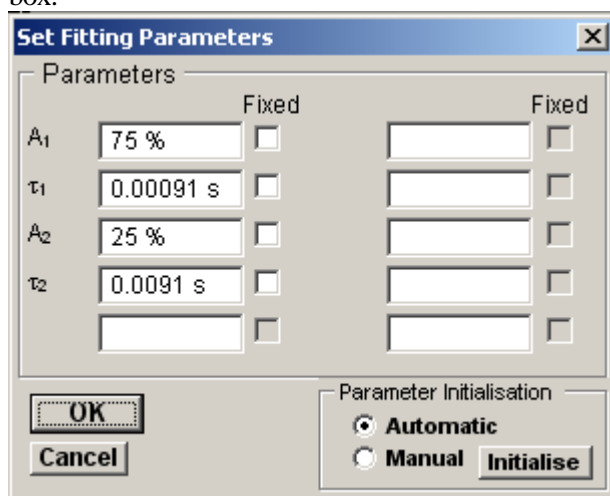 box.
Set Fitting Parameters
Parameters
Fixed Fixed
A1 75 %
τ1 0.00091 s
A2 25 %
τ2 0.0091 s
OK
Cancel
Parameter Initialisation
Automatic
Manual Initialise